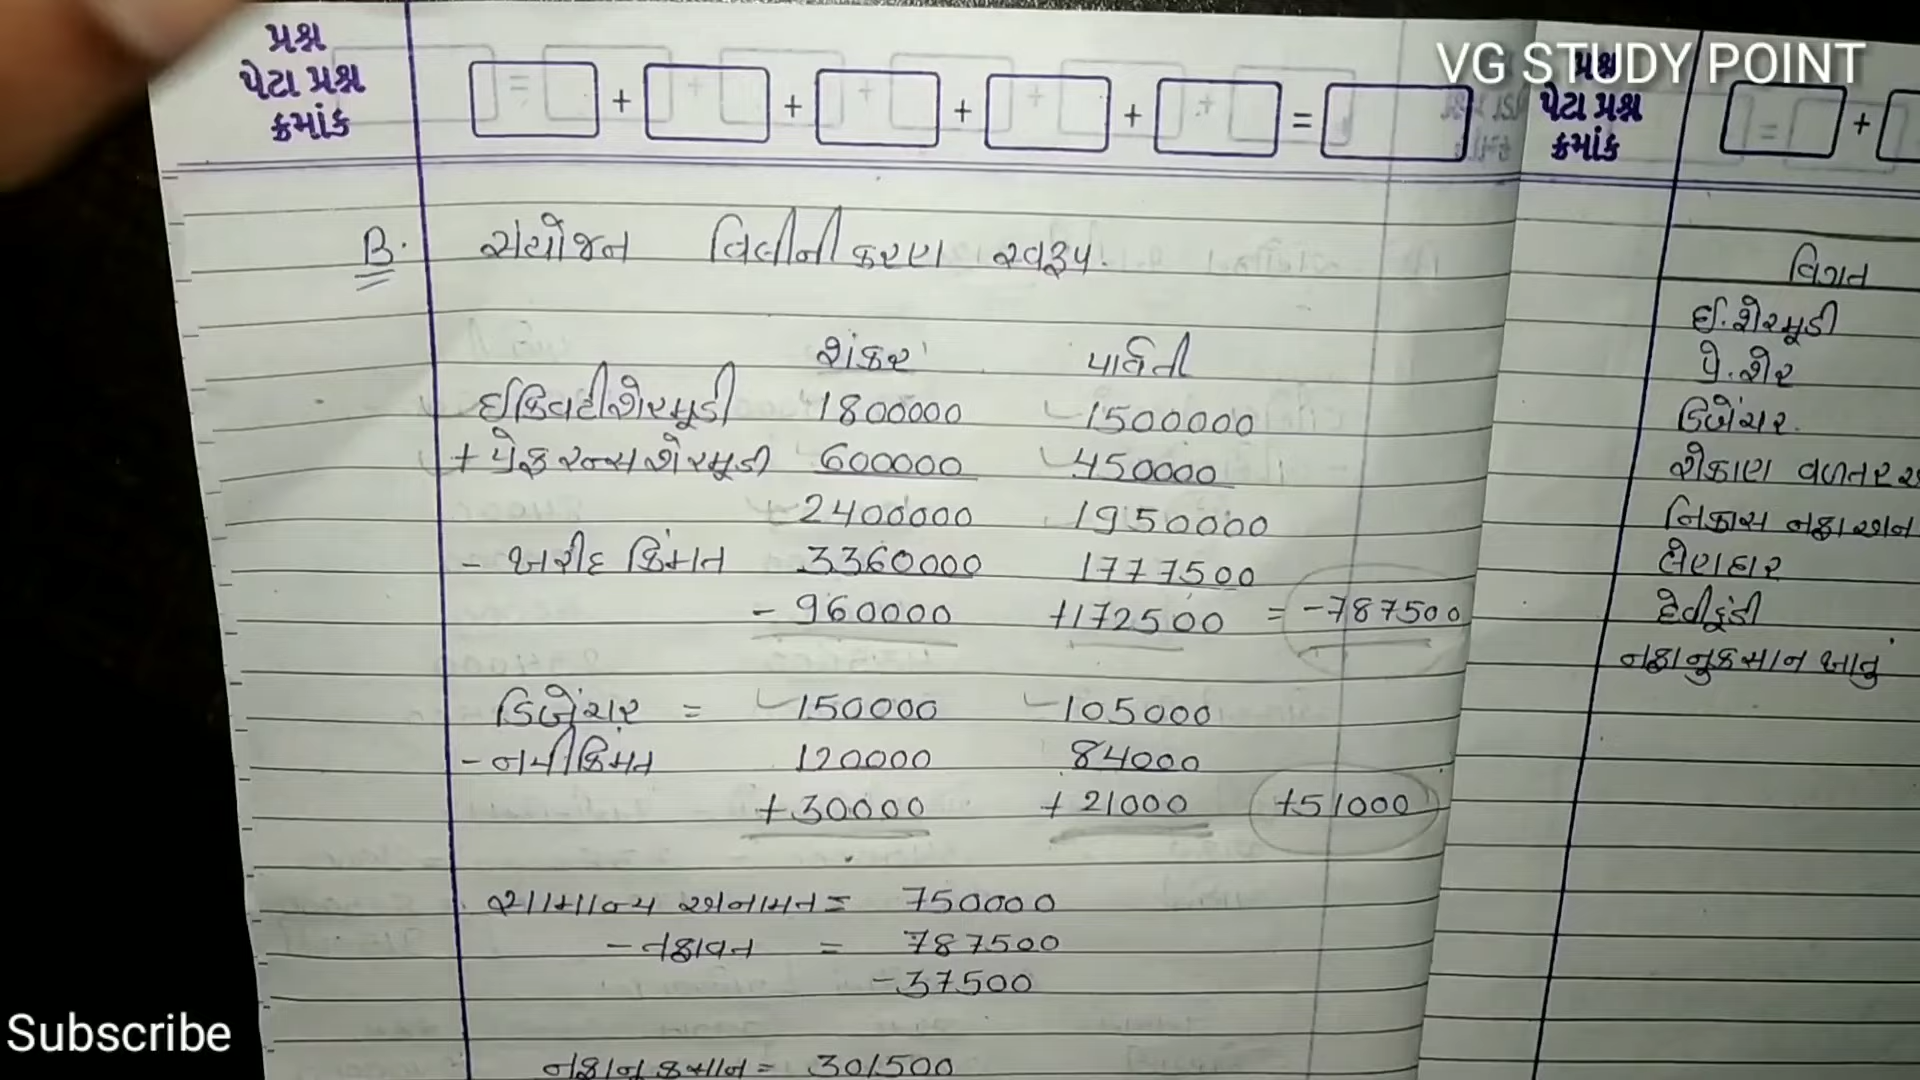 પ્રશ્ન
પેટા પ્રશ્ન
ક્રમાંક
+ + + + =
VG STUDY POINT
પ્રશ્ન
પેટા પ્રશ્ન
ક્રમાંક
+
B. સંયોજન વિલીનીકરણ સ્વરૂપ.
શંકર પાર્વતી
ઈક્વિટીશેરમૂડી 1800000 1500000
+ પ્રેફરન્સશેરમૂડી 600000 450000
2400000 1950000
- ખરીદ કિંમત 3360000 1777500
- 960000 +172500 = -787500
ડિબેંચર = 150000 105000
- નવીકિંમત 120000 84000
+30000 +21000 +51000
સામાન્ય અનામત = 750000
- તફાવત = 787500
-37500
નફાનુકસાન = 301500
વિગત
ઈ.શેરમૂડી
પ્રે.શેર
ડિબેંચર.
રોકાણ વળતર
નિકાસ નફા
લેણદાર
દેવીહૂંડી
નફાનુકસાન ખાતું
Subscribe